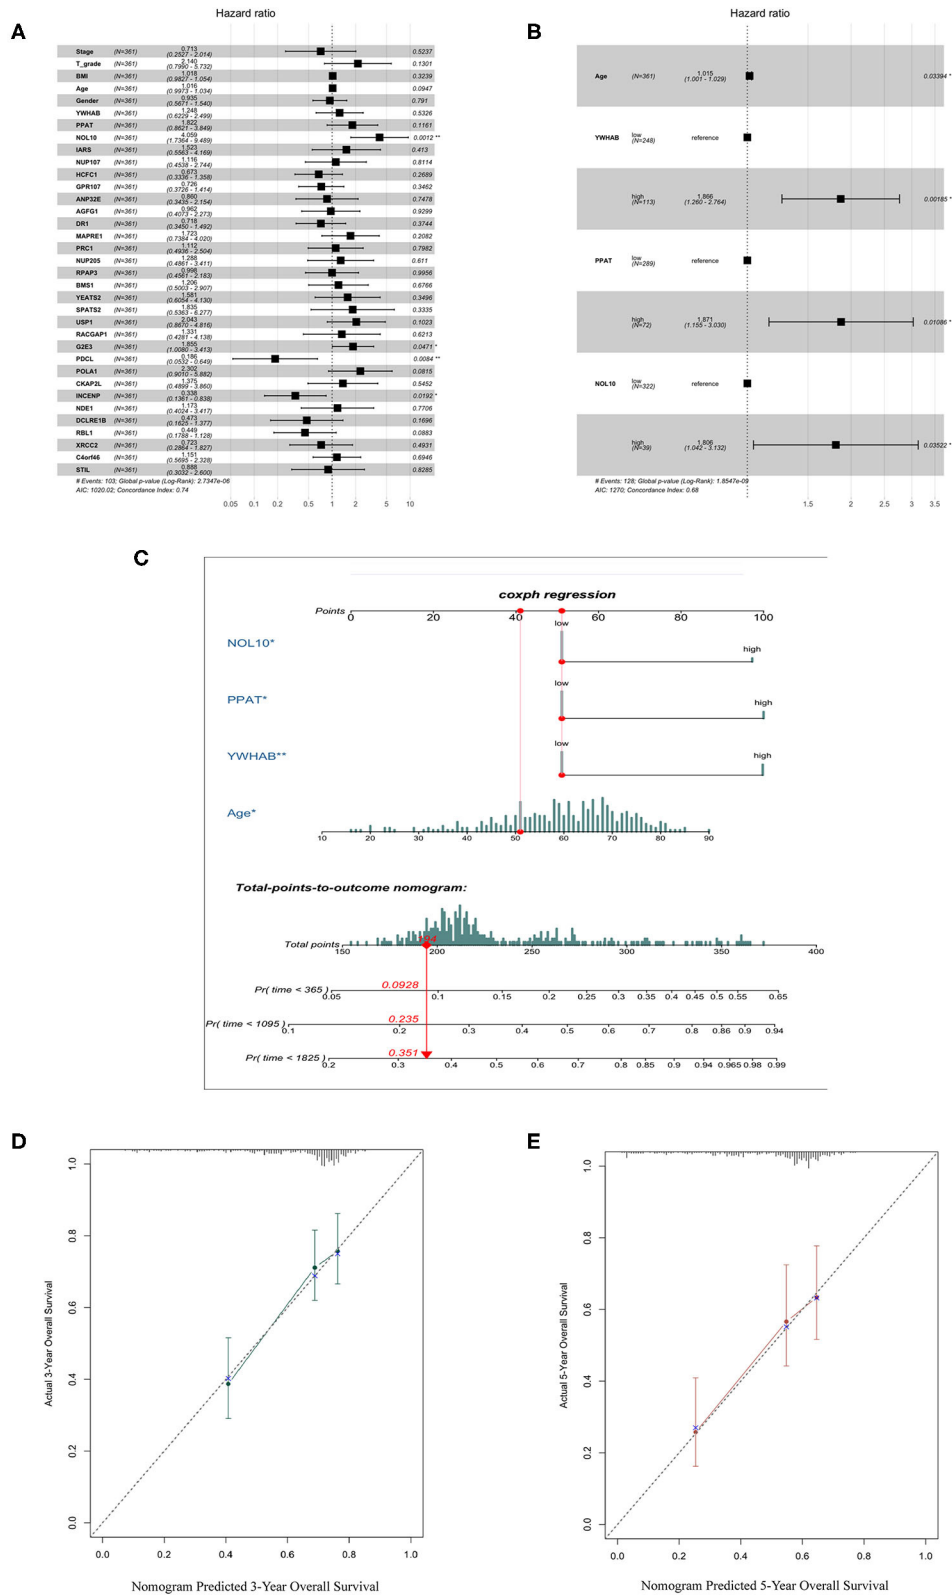 Hazard ratio
A
Stage (N=361) 0.713 (0.2527 - 2.014) 0.5237
T_grade (N=361) 2.140 (0.7990 - 5.732) 0.1301
BMI (N=361) 1.018 (0.9827 - 1.054) 0.3239
Age (N=361) 1.016 (0.9973 - 1.034) 0.0947
Gender (N=361) 0.935 (0.5671 - 1.540) 0.791
YWHAB (N=361) 1.248 (0.6229 - 2.499) 0.5326
PPAT (N=361) 1.822 (0.8621 - 3.849) 0.1161
NOL10 (N=361) 4.059 (1.7364 - 9.489) 0.0012 **
IARS (N=361) 1.523 (0.5563 - 4.169) 0.413
NUP107 (N=361) 1.116 (0.4538 - 2.744) 0.8114
HCFC1 (N=361) 0.673 (0.3336 - 1.358) 0.2689
GPR107 (N=361) 0.726 (0.3726 - 1.414) 0.3462
ANP32E (N=361) 0.860 (0.3435 - 2.154) 0.7478
AGFG1 (N=361) 0.962 (0.4073 - 2.273) 0.9299
DR1 (N=361) 0.718 (0.3450 - 1.492) 0.3744
MAPRE1 (N=361) 1.723 (0.7384 - 4.020) 0.2082
PRC1 (N=361) 1.112 (0.4936 - 2.504) 0.7982
NUP205 (N=361) 1.288 (0.4861 - 3.411) 0.611
RPAP3 (N=361) 0.998 (0.4561 - 2.183) 0.9956
BMS1 (N=361) 1.206 (0.5003 - 2.907) 0.6766
YEATS2 (N=361) 1.581 (0.6054 - 4.130) 0.3496
SPATS2 (N=361) 1.835 (0.5363 - 6.277) 0.3335
USP1 (N=361) 2.043 (0.8670 - 4.816) 0.1023
RACGAP1 (N=361) 1.331 (0.4281 - 4.138) 0.6213
G2E3 (N=361) 1.855 (1.0080 - 3.413) 0.0471 *
PDCL (N=361) 0.186 (0.0532 - 0.649) 0.0084 **
POLA1 (N=361) 2.302 (0.9010 - 5.882) 0.0815
CKAP2L (N=361) 1.375 (0.4899 - 3.860) 0.5452
INCENP (N=361) 0.338 (0.1361 - 0.838) 0.0192 *
NDE1 (N=361) 1.173 (0.4024 - 3.417) 0.7706
DCLRE1B (N=361) 0.473 (0.1625 - 1.377) 0.1696
RBL1 (N=361) 0.449 (0.1788 - 1.128) 0.0883
XRCC2 (N=361) 0.723 (0.2864 - 1.827) 0.4931
C4orf46 (N=361) 1.151 (0.5695 - 2.328) 0.6946
STIL (N=361) 0.888 (0.3032 - 2.600) 0.8285
# Events: 103; Global p-value (Log-Rank): 2.7347e-06
AIC: 1020.02; Concordance Index: 0.74
0.05 0.1 0.2 0.5 1 2 5 10
Hazard ratio
B
Age (N=361) 1.015 (1.001 - 1.029) 0.03394 *
YWHAB low (N=248) reference
high (N=113) 1.866 (1.260 - 2.764) 0.00185 *
PPAT low (N=289) reference
high (N=72) 1.871 (1.155 - 3.030) 0.01086 *
NOL10 low (N=322) reference
high (N=39) 1.806 (1.042 - 3.132) 0.03522 *
# Events: 128; Global p-value (Log-Rank): 1.8547e-09
AIC: 1270; Concordance Index: 0.68
1.5 2 2.5 3 3.5
C
coxph regression
Points 0 20 40 60 80 100
NOL10* low high
PPAT* low high
YWHAB** low high
Age*
10 20 30 40 50 60 70 80 90
Total-points-to-outcome nomogram:
194
Total points 150 200 250 300 350 400
0.0928
Pr( time < 365 ) 0.05 0.1 0.15 0.2 0.25 0.3 0.35 0.4 0.45 0.5 0.55 0.65
0.235
Pr( time < 1095 ) 0.1 0.2 0.3 0.4 0.5 0.6 0.7 0.8 0.86 0.9 0.94
0.351
Pr( time < 1825 ) 0.2 0.3 0.4 0.5 0.6 0.7 0.8 0.85 0.9 0.94 0.965 0.98 0.99
D
Actual 3-Year Overall Survival
1.0
0.8
0.6
0.4
0.2
0.0
0.0 0.2 0.4 0.6 0.8 1.0
Nomogram Predicted 3-Year Overall Survival
E
Actual 5-Year Overall Survival
1.0
0.8
0.6
0.4
0.2
0.0
0.0 0.2 0.4 0.6 0.8 1.0
Nomogram Predicted 5-Year Overall Survival